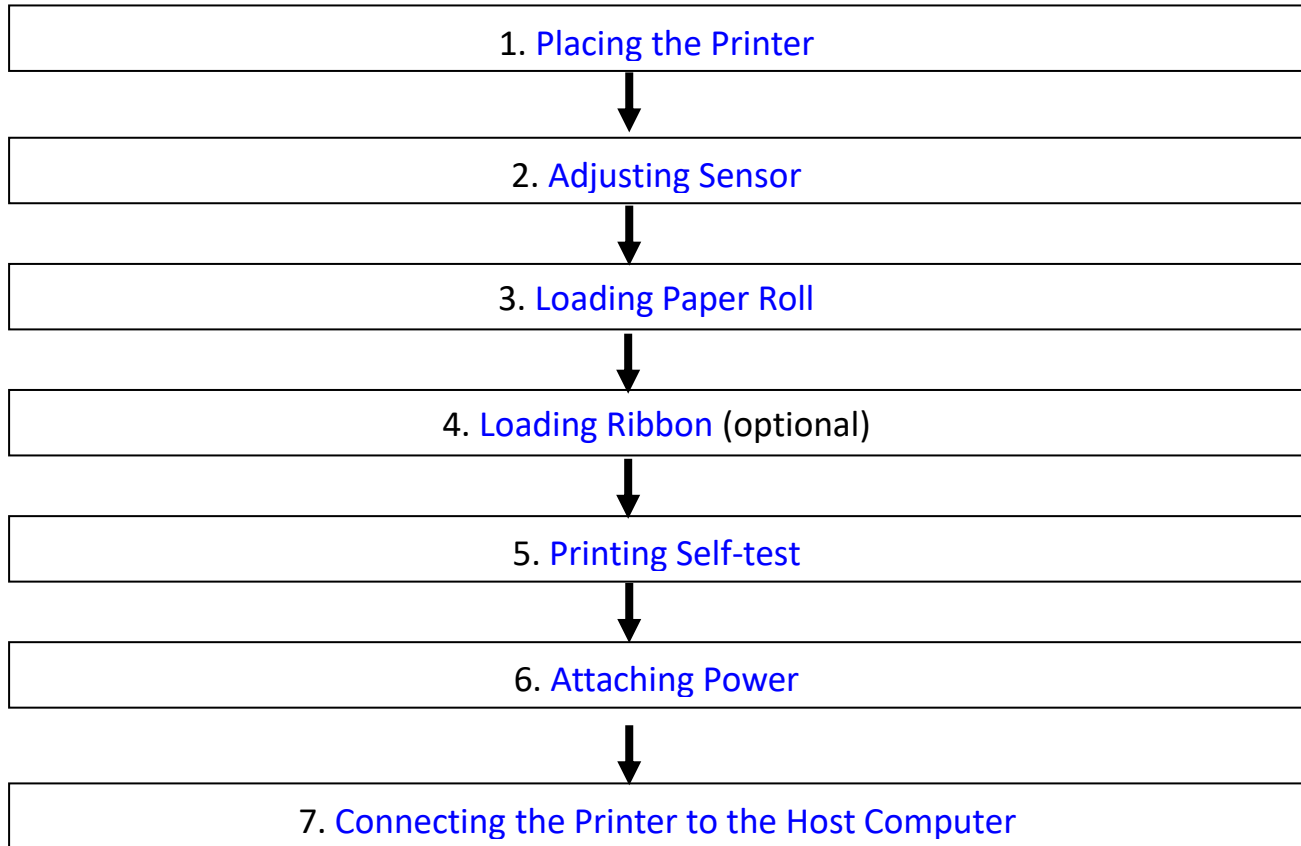 1. Placing the Printer
2. Adjusting Sensor
3. Loading Paper Roll
4. Loading Ribbon (optional)
5. Printing Self-test
6. Attaching Power
7. Connecting the Printer to the Host Computer